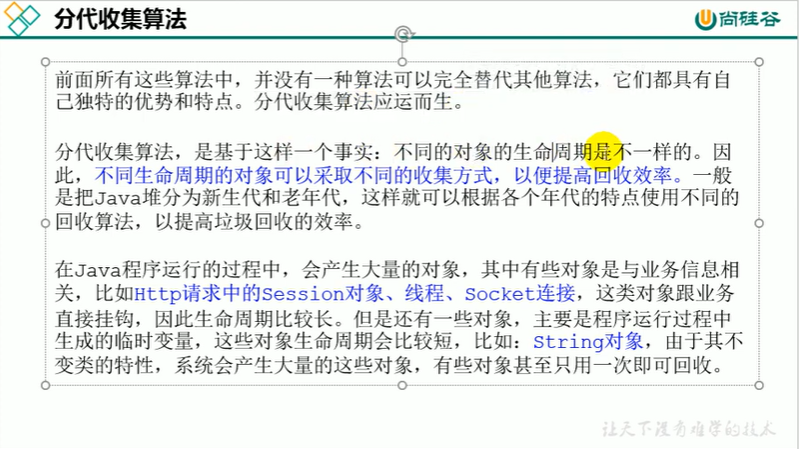 分代收集算法
尚硅谷
前面所有这些算法中，并没有一种算法可以完全替代其他算法，它们都具有自
己独特的优势和特点。分代收集算法应运而生。
分代收集算法，是基于这样一个事实：不同的对象的生命周期是不一样的。因
此，不同生命周期的对象可以采取不同的收集方式，以便提高回收效率。一般
是把Java堆分为新生代和老年代，这样就可以根据各个年代的特点使用不同的
回收算法，以提高垃圾回收的效率。
在Java程序运行的过程中，会产生大量的对象，其中有些对象是与业务信息相
关，比如Http请求中的Session对象、线程、Socket连接，这类对象跟业务
直接挂钩，因此生命周期比较长。但是还有一些对象，主要是程序运行过程中
生成的临时变量，这些对象生命周期会比较短，比如：String对象，由于其不
变类的特性，系统会产生大量的这些对象，有些对象甚至只用一次即可回收。
让天下没有难学的技术